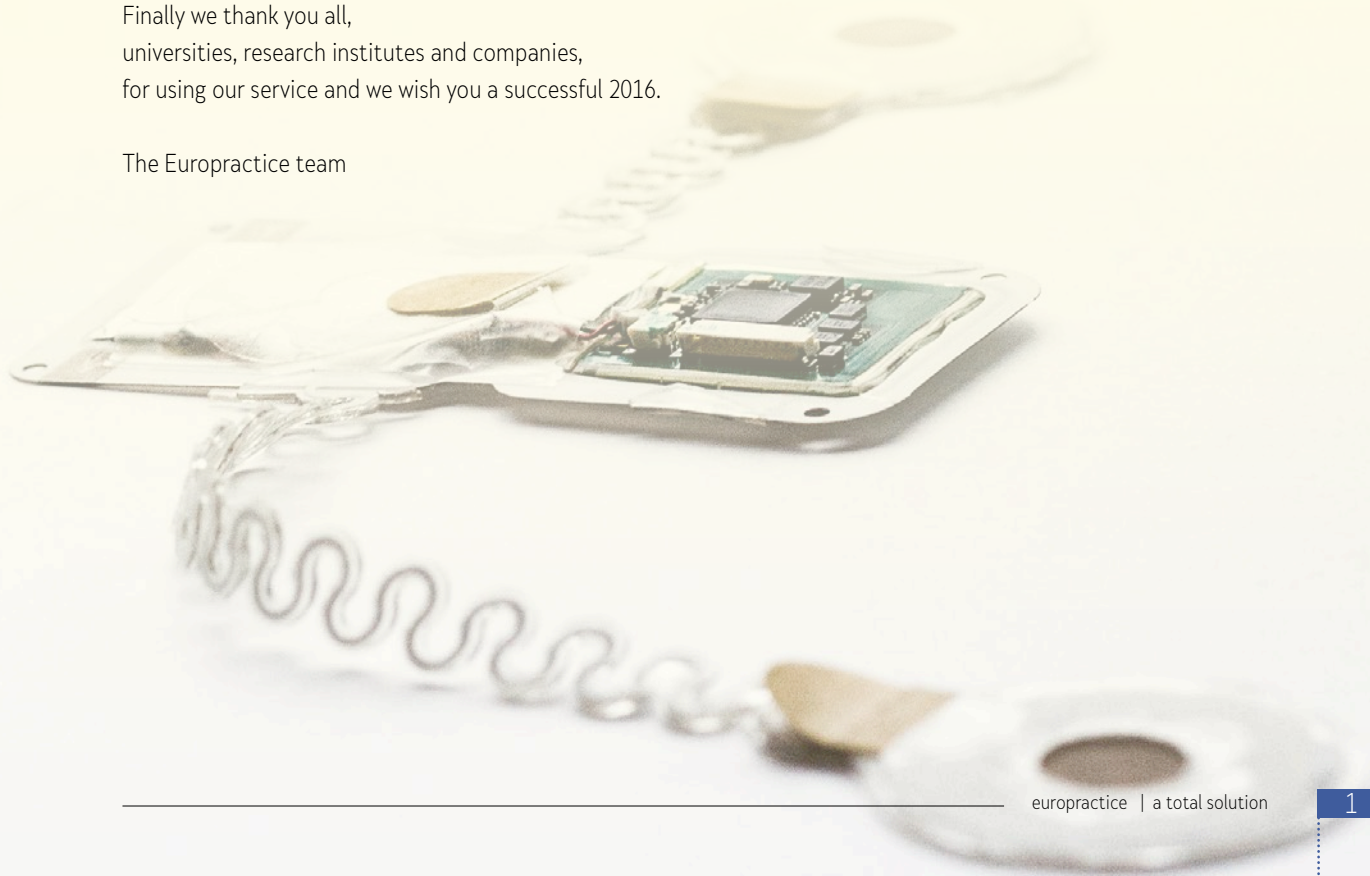 Finally we thank you all,
universities, research institutes and companies,
for using our service and we wish you a successful 2016.
The Europractice team
europractice | a total solution
1